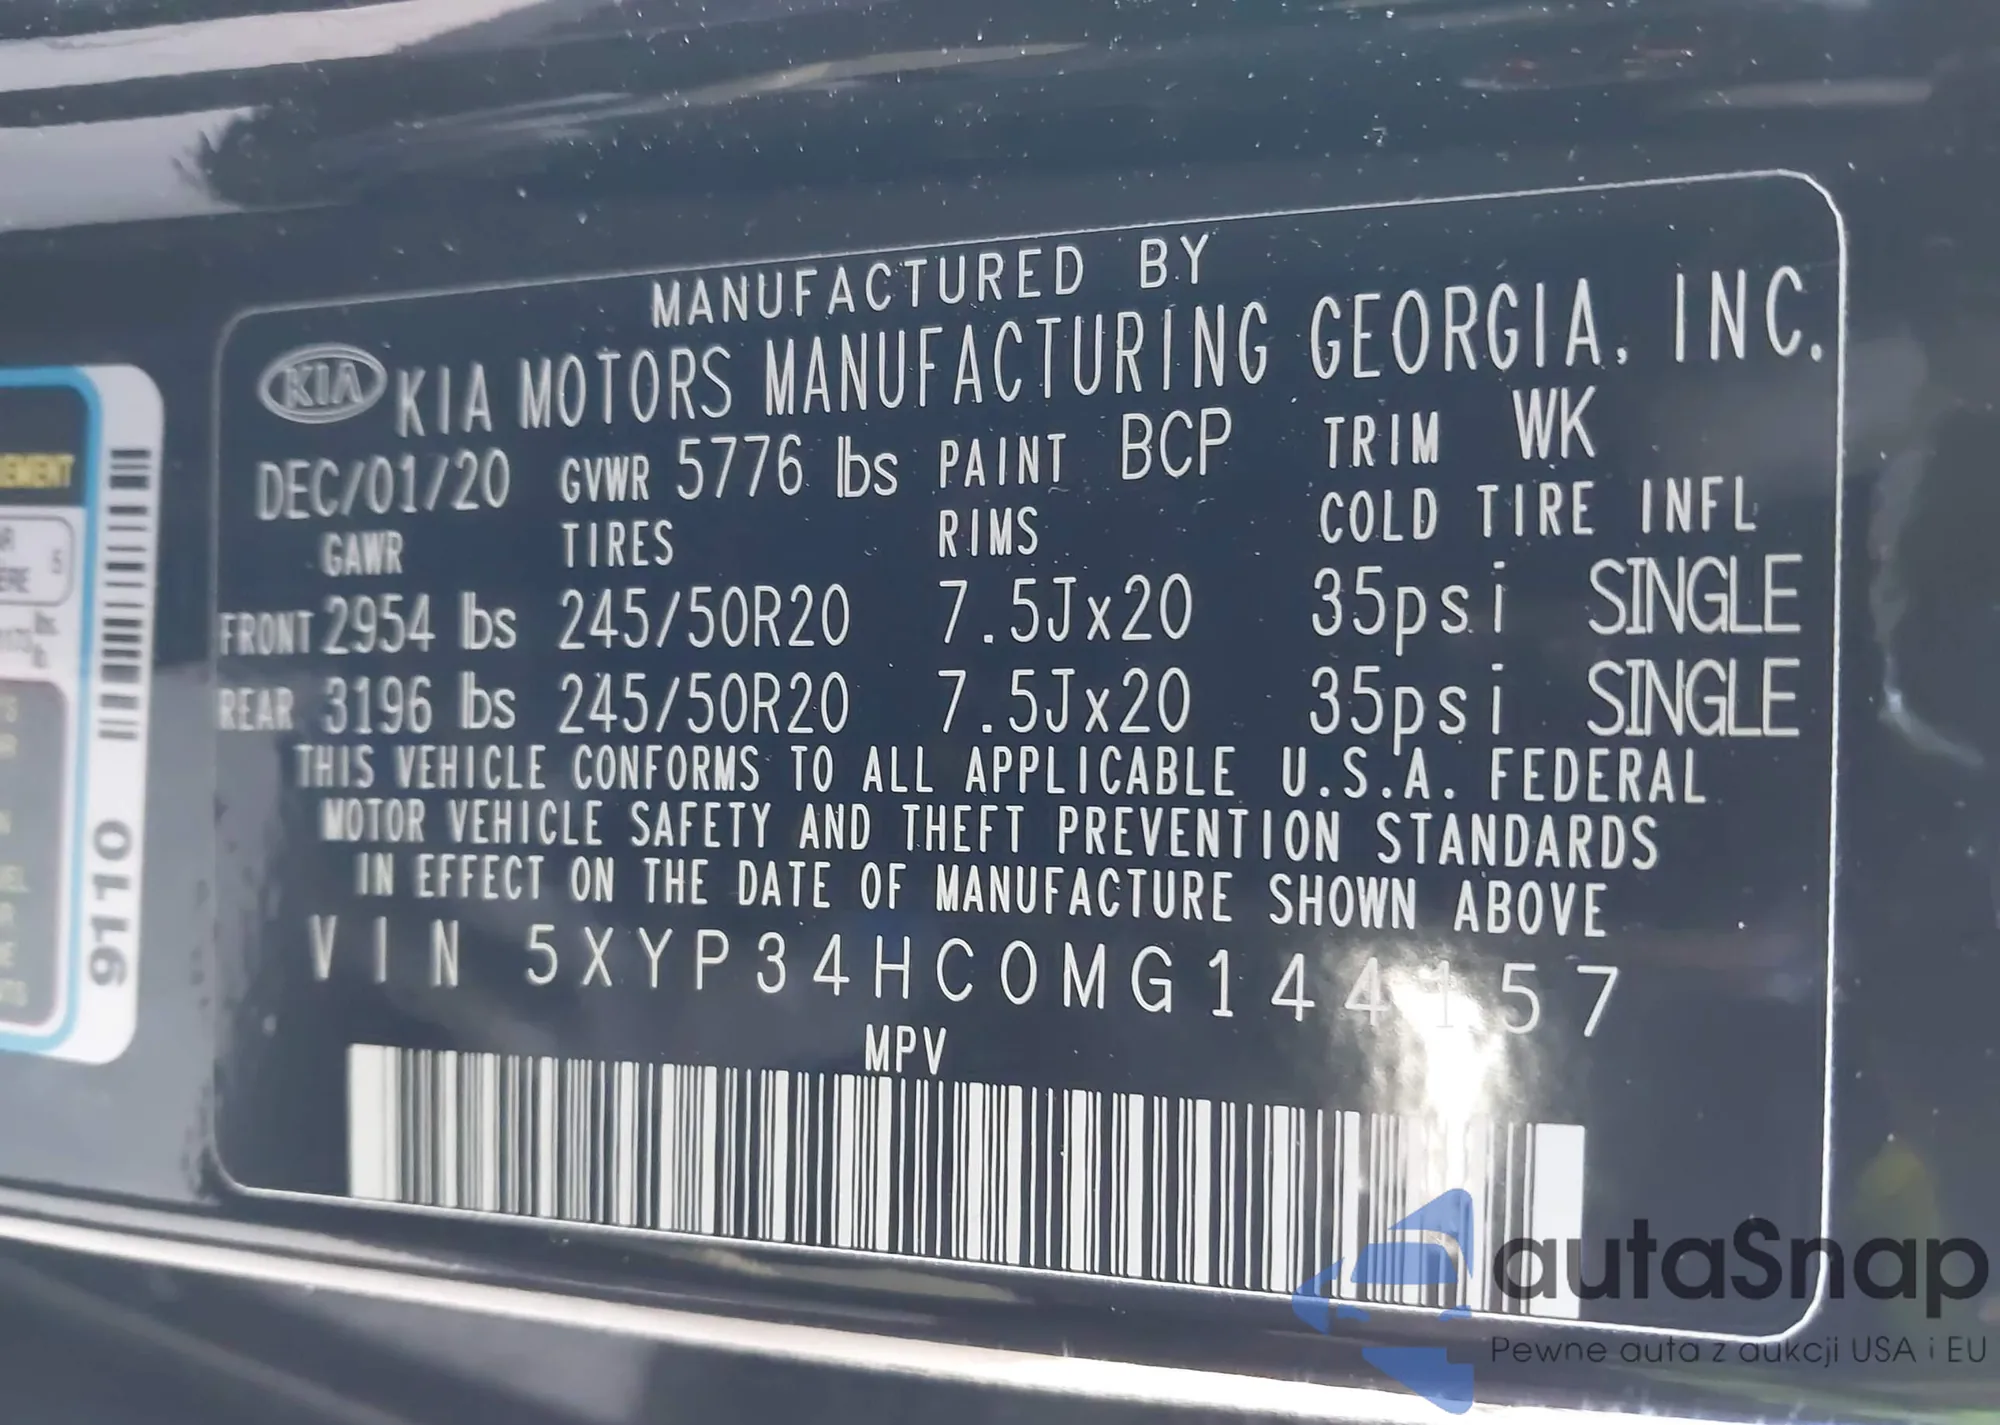 MANUFACTURED BY
KIA KIA MOTORS MANUFACTURING GEORGIA, INC.
DEC/01/20 GVWR 5776 lbs PAINT BCP TRIM WK
GAWR TIRES RIMS COLD TIRE INFL
FRONT 2954 lbs 245/50R20 7.5Jx20 35psi SINGLE
REAR 3196 lbs 245/50R20 7.5Jx20 35psi SINGLE
THIS VEHICLE CONFORMS TO ALL APPLICABLE U.S.A. FEDERAL
MOTOR VEHICLE SAFETY AND THEFT PREVENTION STANDARDS
IN EFFECT ON THE DATE OF MANUFACTURE SHOWN ABOVE
VIN 5XYP34HC0MG144157
MPV
9110
autaSnap
Pewne auta z aukcji USA i EU